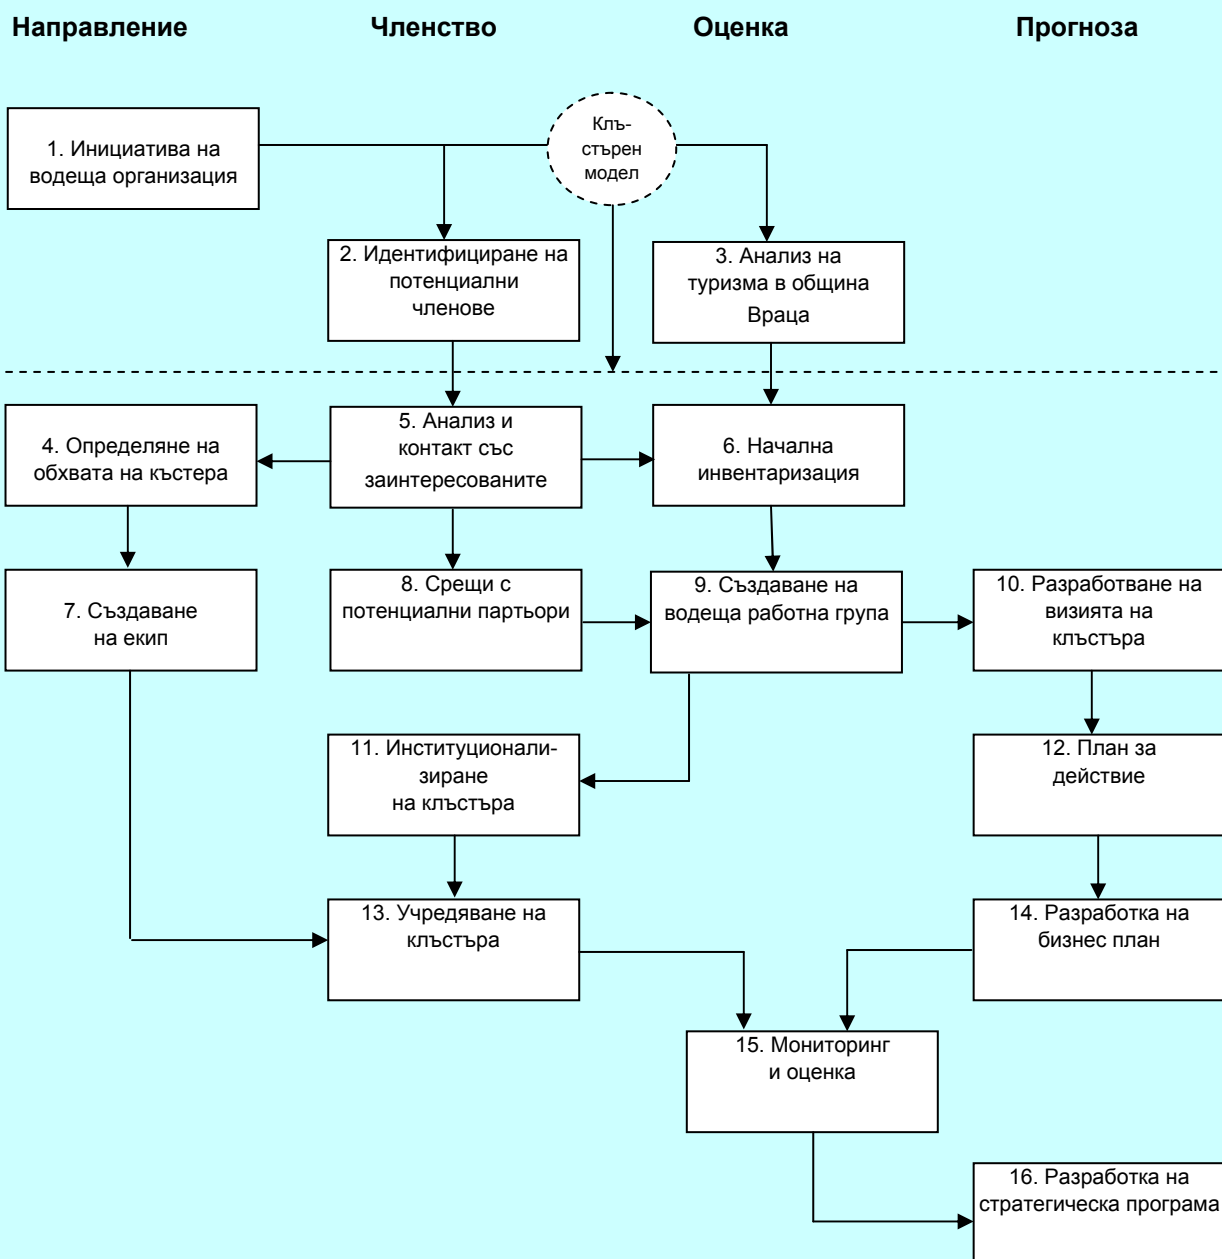 Направление
Членство
Оценка
Прогноза
Клъ-
стърен
модел
1. Инициатива на
водеща организация
2. Идентифициране на
потенциални
членове
3. Анализ на
туризма в община
Враца
4. Определяне на
обхвата на къстера
5. Анализ и
контакт със
заинтересованите
6. Начална
инвентаризация
7. Създаване
на екип
8. Срещи с
потенциални партьори
9. Създаване на
водеща работна група
10. Разработване на
визията на
клъстъра
11. Институционали-
зиране
на клъстъра
12. План за
действие
13. Учредяване на
клъстъра
14. Разработка на
бизнес план
15. Мониторинг
и оценка
16. Разработка на
стратегическа програма